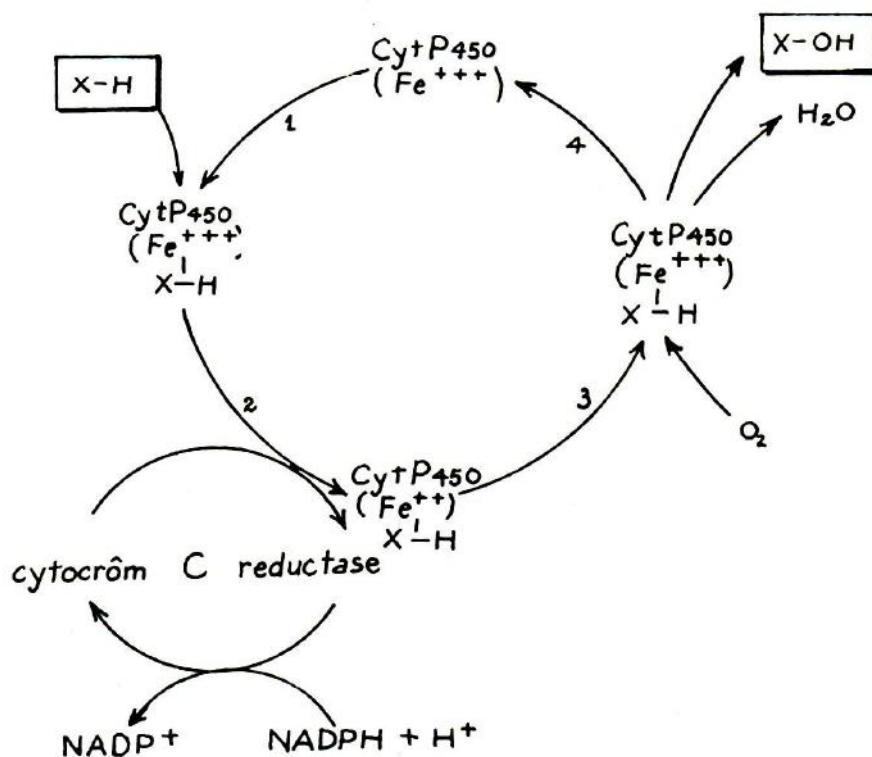 X-H
CytP450
(Fe+++)
X-OH
H2O
1
4
CytP450
(Fe+++)
X-H
CytP450
(Fe+++)
X-H
2
3
O2
CytP450
(Fe++)
X-H
cytocrôm C reductase
NADP+
NADPH + H+